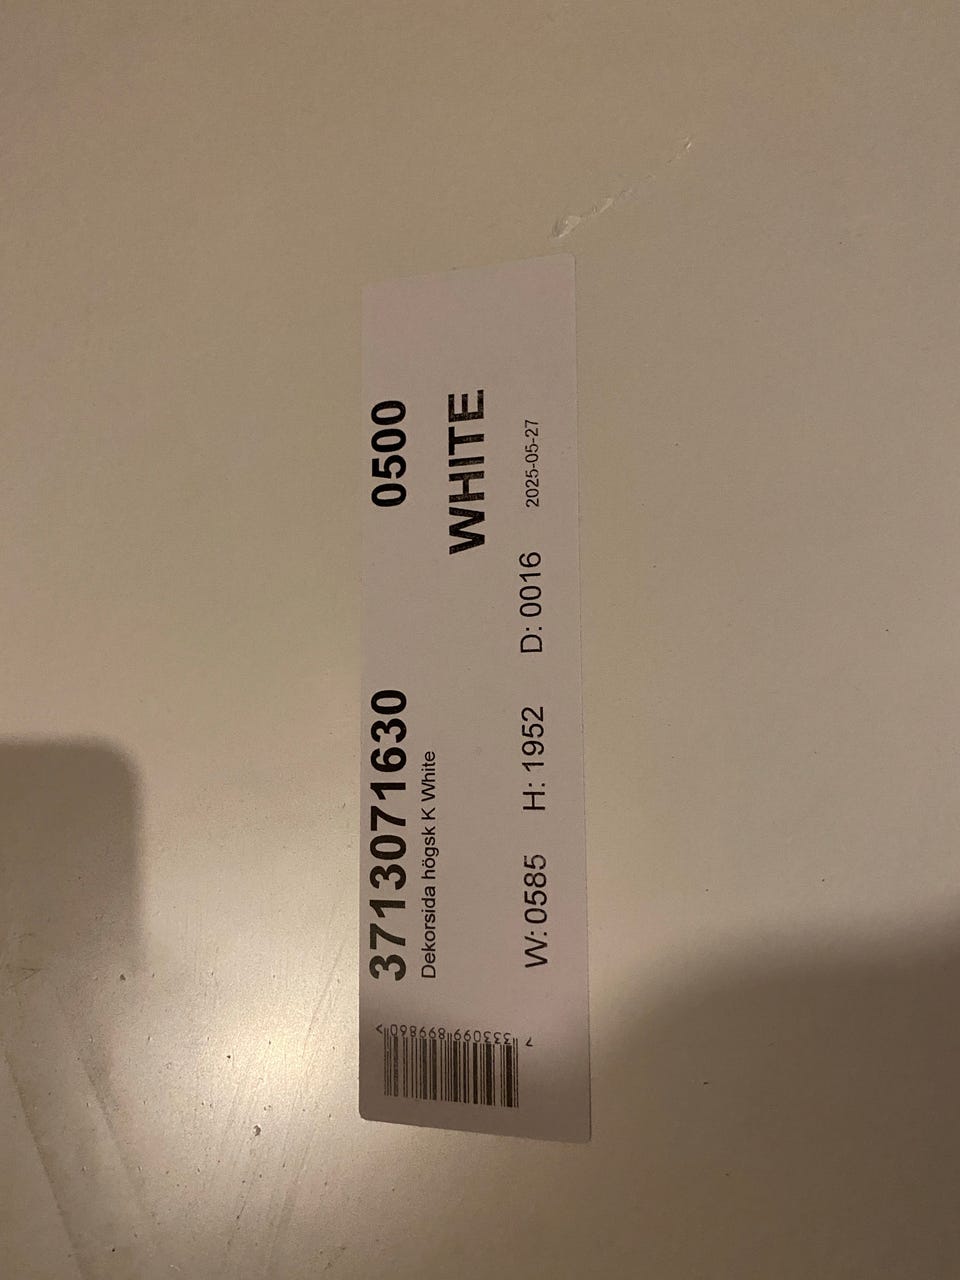 3713071630 0500
Dekorsida högsk K White
WHITE
W: 0585 H: 1952 D: 0016 2025-05-27
7 333099 899860 >